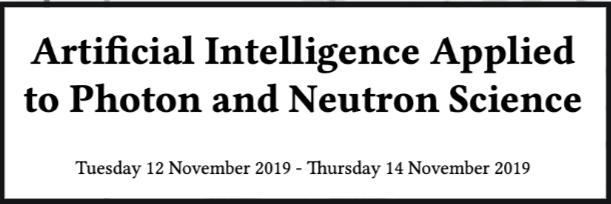 Artificial Intelligence Applied
to Photon and Neutron Science
Tuesday 12 November 2019 - Thursday 14 November 2019